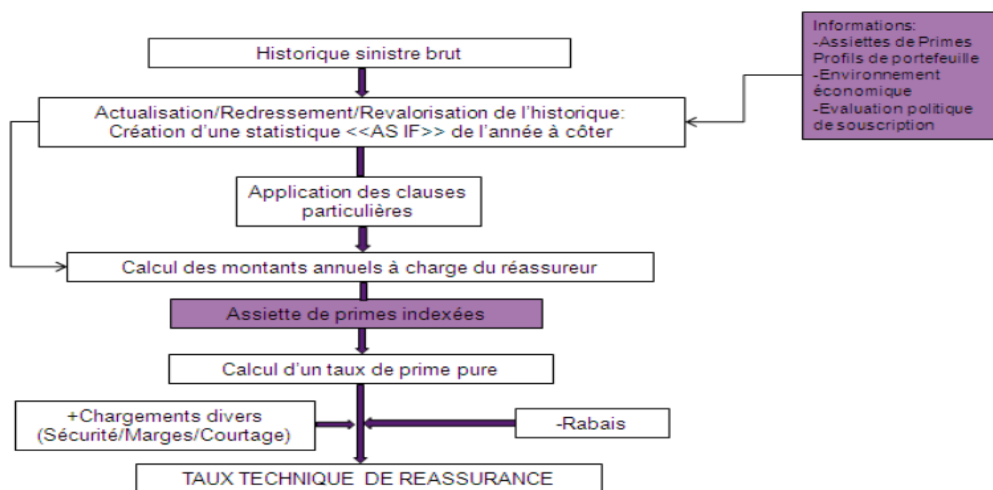 Historique sinistre brut
Informations:
-Assiettes de Primes
Profils de portefeuille
-Environnement
économique
-Evaluation politique
de souscription
Actualisation/Redressement/Revalorisation de l'historique:
Création d'une statistique <<AS IF>> de l'année à côter
Application des clauses
particulières
Calcul des montants annuels à charge du réassureur
Assiette de primes indexées
Calcul d'un taux de prime pure
+Chargements divers
(Sécurité/Marges/Courtage)
-Rabais
TAUX TECHNIQUE DE REASSURANCE